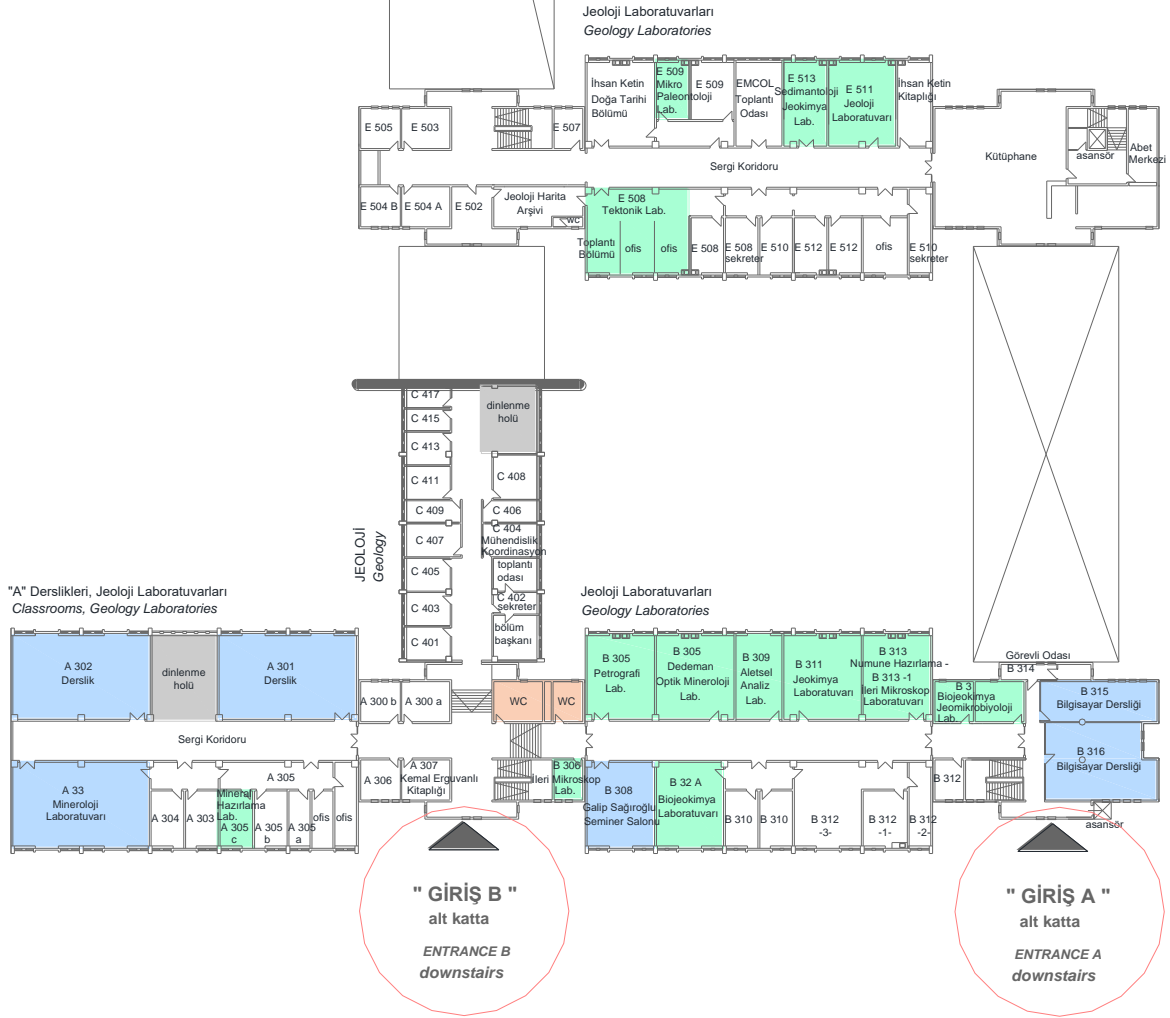 Jeoloji Laboratuvarları
Geology Laboratories
İhsan Ketin
Doğa Tarihi
Bölümü
E 509
Mikro
Paleontoloji
Lab.
E 509
EMCOL
Toplantı
Odası
E 513
Sedimantoloji
Jeokimya
Lab.
E 511
Jeoloji
Laboratuvarı
İhsan Ketin
Kitaplığı
E 505
E 503
E 507
Sergi Koridoru
Kütüphane
asansör
Abet
Merkezi
E 504 B
E 504 A
E 502
Jeoloji Harita
Arşivi
wc
E 508
Tektonik Lab.
Toplantı
Bölümü
ofis
ofis
E 508
E 508
sekreter
E 510
E 512
E 512
ofis
E 510
sekreter
C 417
C 415
C 413
C 411
C 409
C 407
C 405
C 403
C 401
dinlenme
holü
C 408
C 406
C 404
Mühendislik
Koordinasyon
toplantı
odası
C 402
sekreter
bölüm
başkanı
JEOLOJİ
Geology
"A" Derslikleri, Jeoloji Laboratuvarları
Classrooms, Geology Laboratories
A 302
Derslik
dinlenme
holü
A 301
Derslik
A 300 b
A 300 a
WC
WC
Sergi Koridoru
A 33
Mineroloji
Laboratuvarı
A 304
A 303
A 305
Mineral
Hazırlama
Lab.
A 305
c
A 305
b
A 305
a
ofis
ofis
A 306
A 307
Kemal Erguvanlı
Kitaplığı
B 306
İleri Mikroskop
Lab.
Jeoloji Laboratuvarları
Geology Laboratories
B 305
Petrografi
Lab.
B 305
Dedeman
Optik Mineroloji
Lab.
B 309
Aletsel
Analiz
Lab.
B 311
Jeokimya
Laboratuvarı
B 313
Numune Hazırlama -
B 313 -1
İleri Mikroskop
Laboratuvarı
B 3
Biojeokimya
Jeomikrobiyoloji
Lab.
Görevli Odası
B 314
B 315
Bilgisayar Dersliği
B 316
Bilgisayar Dersliği
B 308
Galip Sağıroğlu
Seminer Salonu
B 32 A
Biojeokimya
Laboratuvarı
B 310
B 310
B 312
-3-
B 312
-1-
B 312
-2-
B 312
asansör
" GİRİŞ B "
alt katta
ENTRANCE B
downstairs
" GİRİŞ A "
alt katta
ENTRANCE A
downstairs